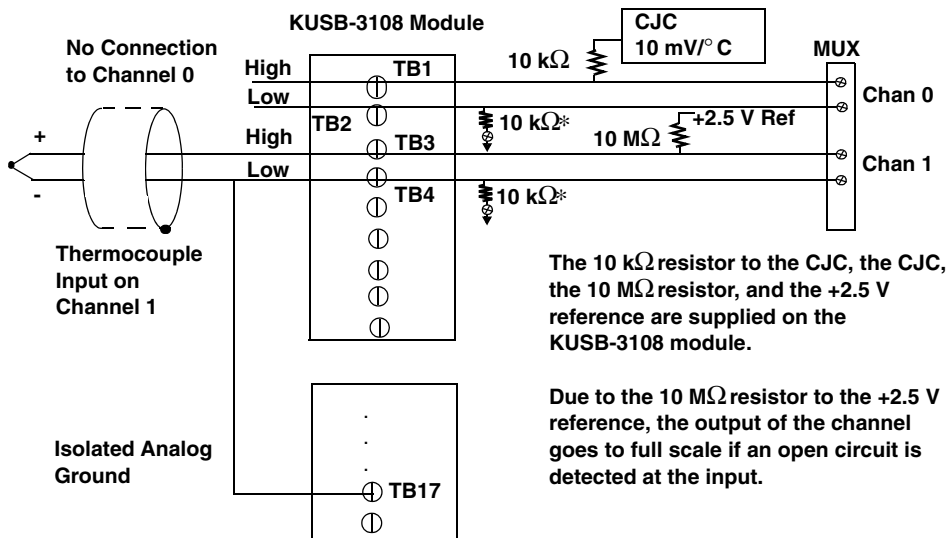 KUSB-3108 Module
CJC
10 mV/° C
No Connection
to Channel 0
MUX
High
TB1
10 kΩ
Chan 0
Low
TB2
10 kΩ*
+2.5 V Ref
+
High
TB3
10 MΩ
Chan 1
Low
-
TB4
10 kΩ*
Thermocouple
Input on
Channel 1
The 10 kΩ resistor to the CJC, the CJC,
the 10 MΩ resistor, and the +2.5 V
reference are supplied on the
KUSB-3108 module.
Due to the 10 MΩ resistor to the +2.5 V
reference, the output of the channel
goes to full scale if an open circuit is
detected at the input.
Isolated Analog
Ground
.
.
.
TB17